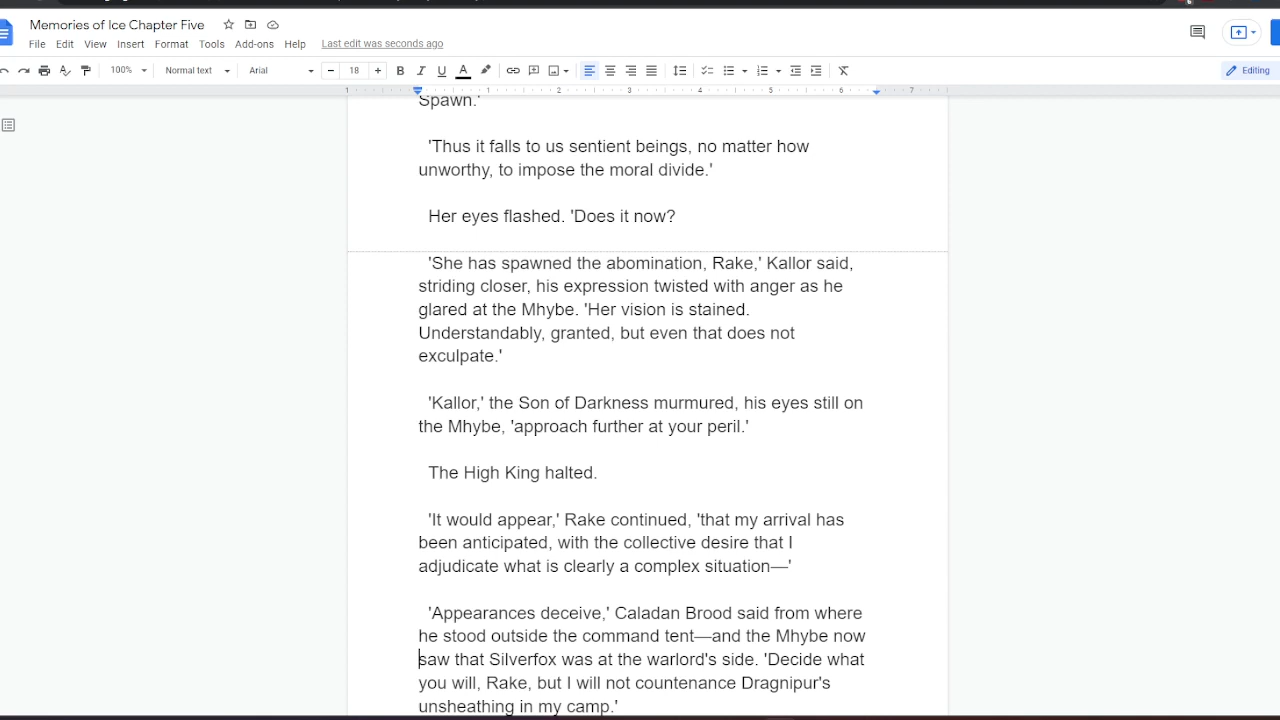 Memories of Ice Chapter Five
File Edit View Insert Format Tools Add-ons Help Last edit was seconds ago
100% Normal text Arial 18 B I U A Editing
1 1 2 3 4 5 6 7
Spawn.'
'Thus it falls to us sentient beings, no matter how
unworthy, to impose the moral divide.'
Her eyes flashed. 'Does it now?
'She has spawned the abomination, Rake,' Kallor said,
striding closer, his expression twisted with anger as he
glared at the Mhybe. 'Her vision is stained.
Understandably, granted, but even that does not
exculpate.'
'Kallor,' the Son of Darkness murmured, his eyes still on
the Mhybe, 'approach further at your peril.'
The High King halted.
'It would appear,' Rake continued, 'that my arrival has
been anticipated, with the collective desire that I
adjudicate what is clearly a complex situation—'
'Appearances deceive,' Caladan Brood said from where
he stood outside the command tent—and the Mhybe now
saw that Silverfox was at the warlord's side. 'Decide what
you will, Rake, but I will not countenance Dragnipur's
unsheathing in my camp.'